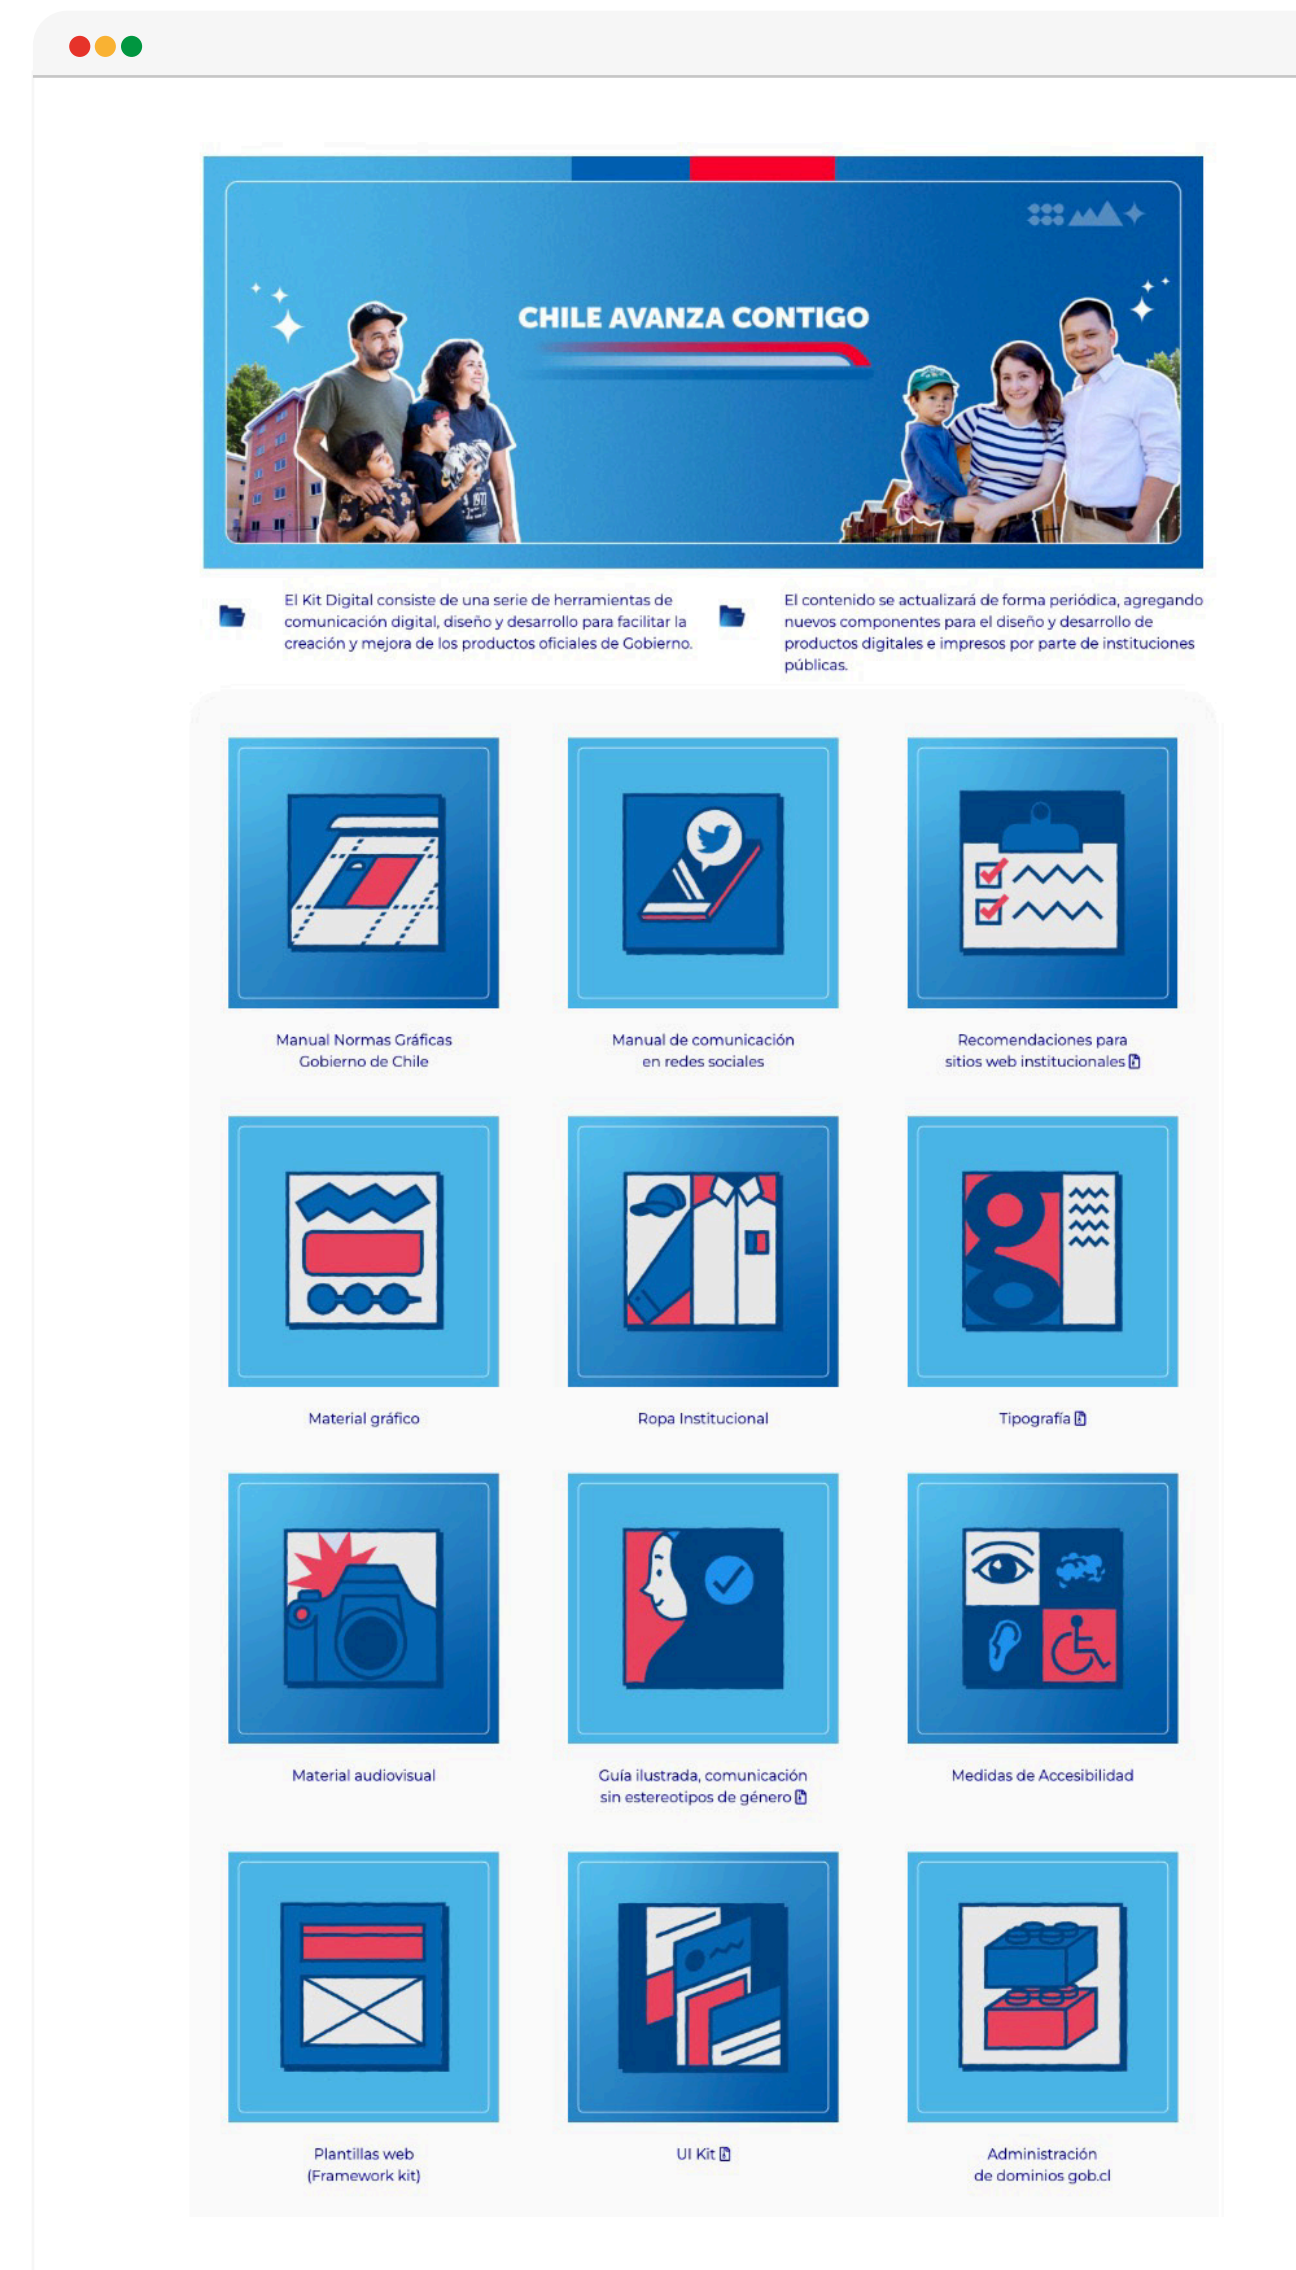 CHILE AVANZA CONTIGO
El Kit Digital consiste de una serie de herramientas de
comunicación digital, diseño y desarrollo para facilitar la
creación y mejora de los productos oficiales de Gobierno.
El contenido se actualizará de forma periódica, agregando
nuevos componentes para el diseño y desarrollo de
productos digitales e impresos por parte de instituciones
públicas.
Manual Normas Gráficas
Gobierno de Chile
Manual de comunicación
en redes sociales
Recomendaciones para
sitios web institucionales
Material gráfico
Ropa Institucional
g
Tipografía
Material audiovisual
Guía ilustrada, comunicación
sin estereotipos de género
Medidas de Accesibilidad
Plantillas web
(Framework kit)
UI Kit
Administración
de dominios gob.cl